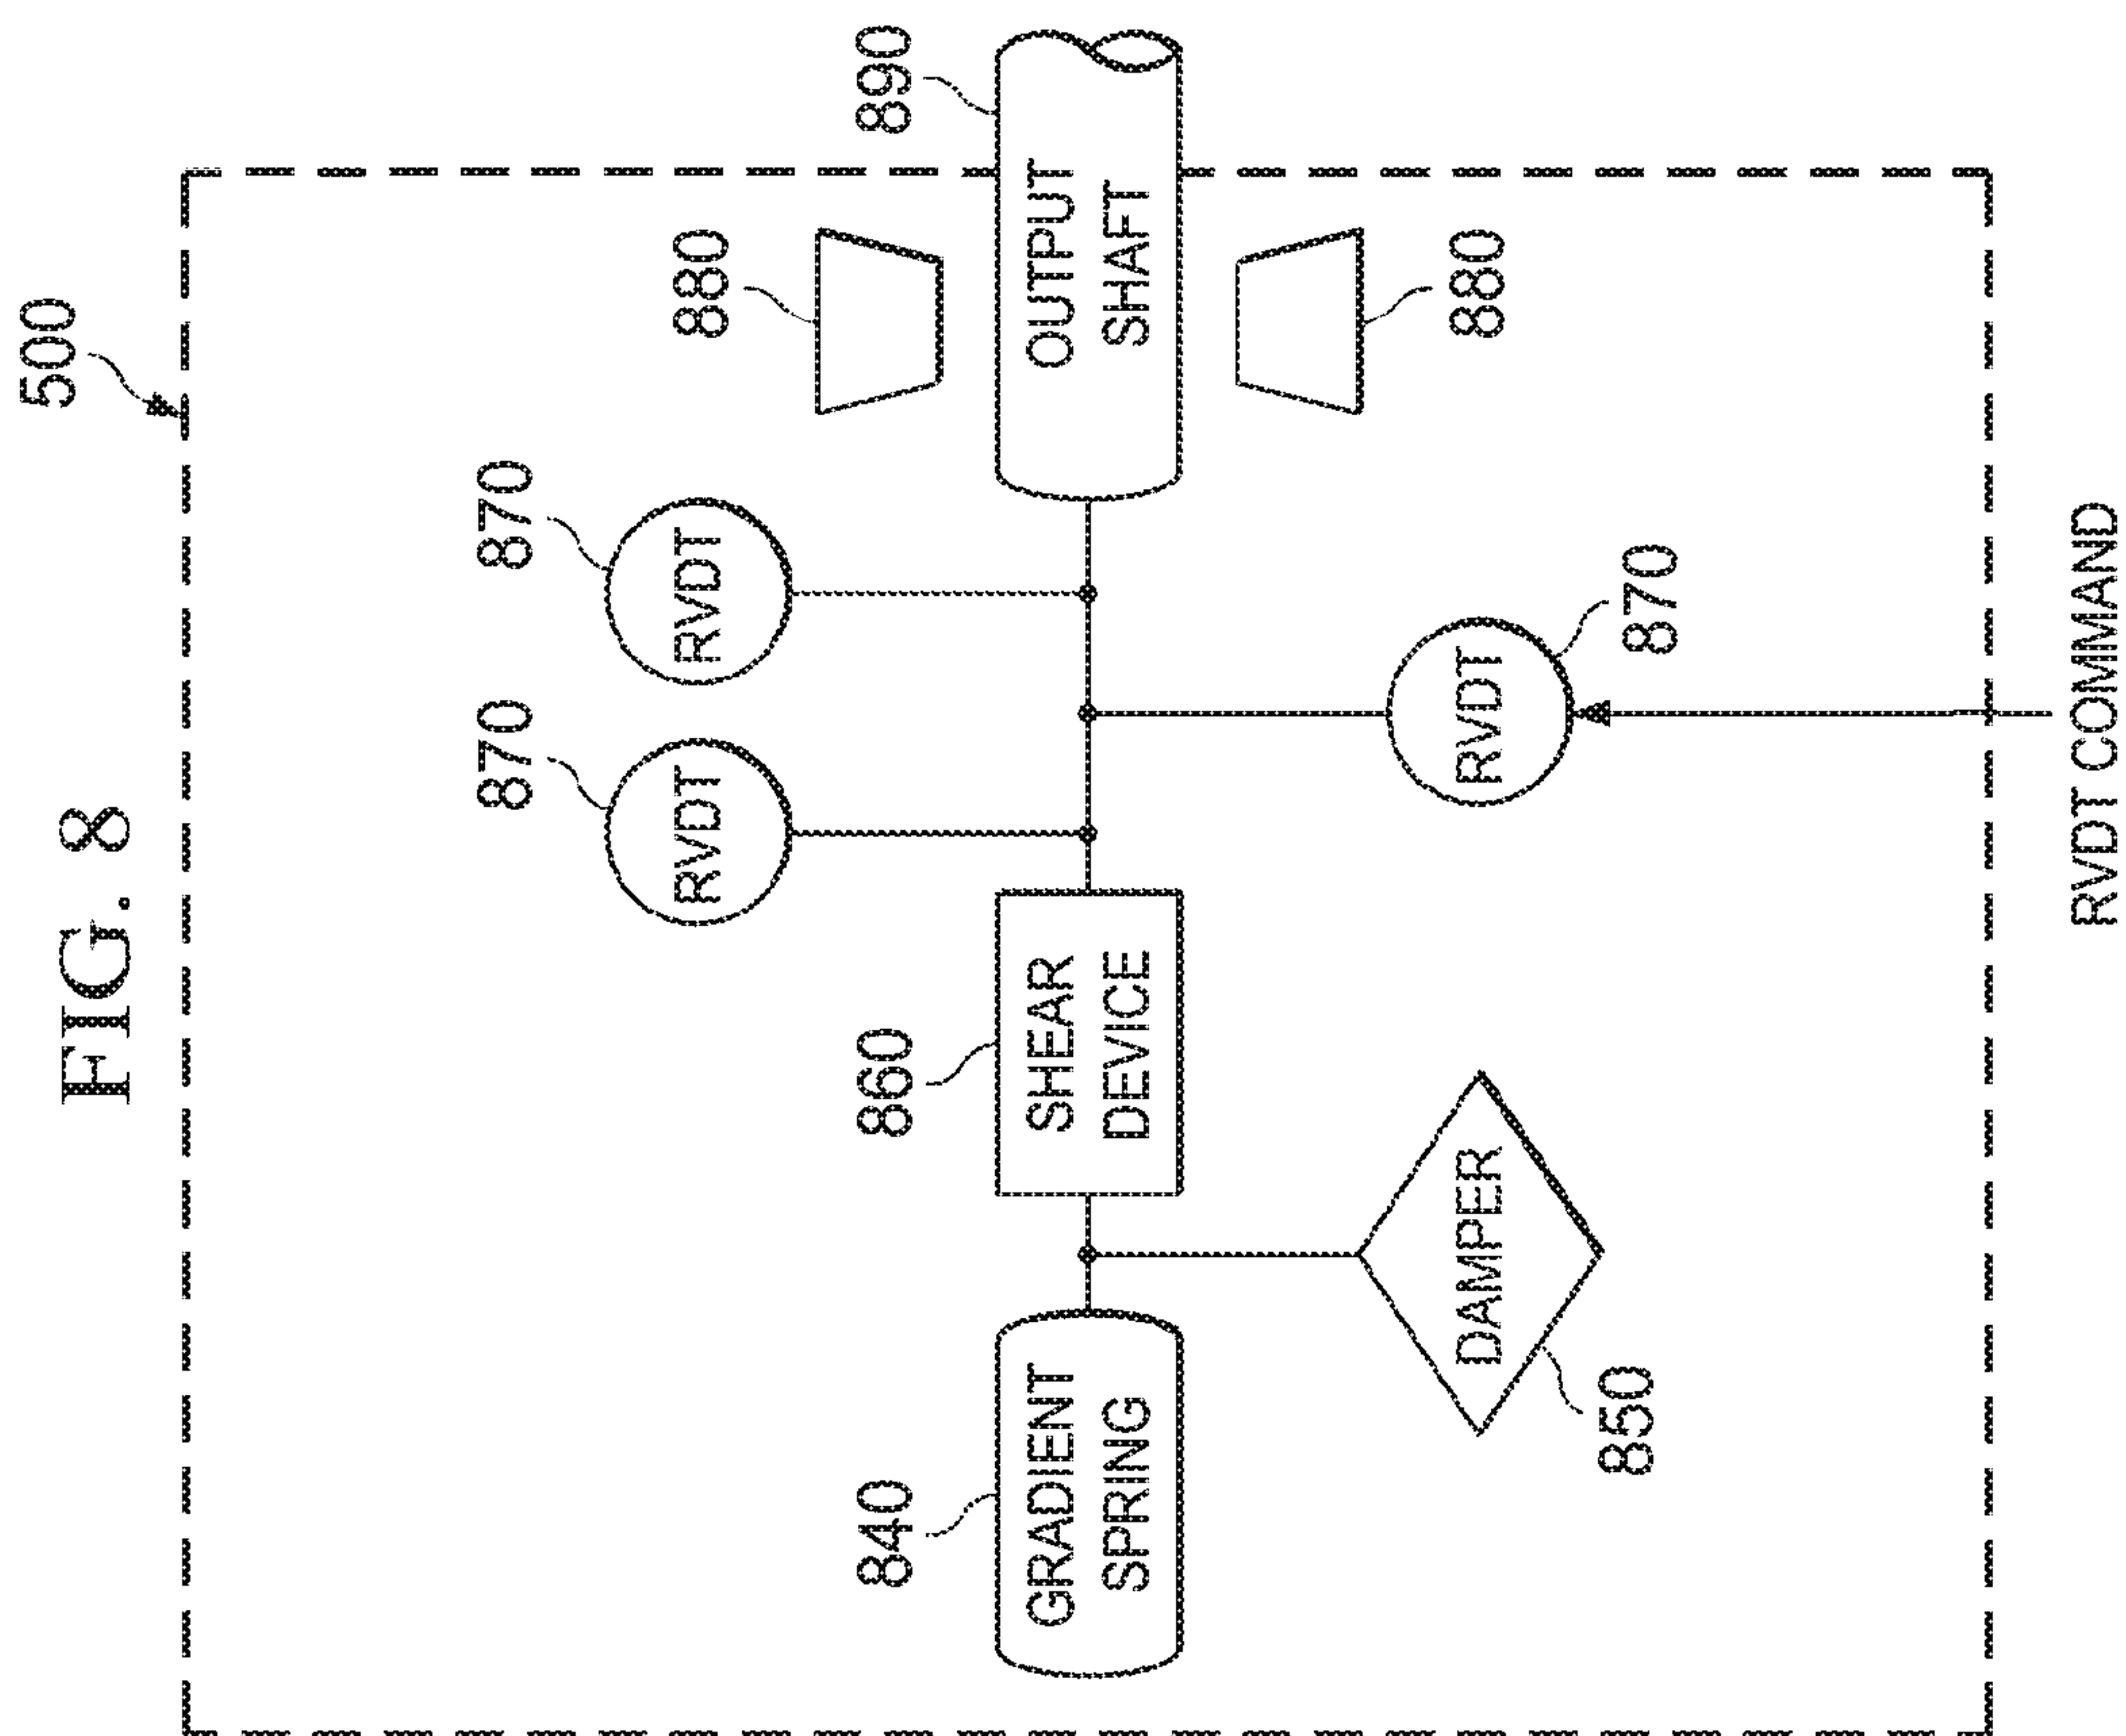 FIG. 8
500
840
GRADIENT
SPRING
850
DAMPER
860
SHEAR
DEVICE
870
RVDT
870
RVDT
870
RVDT
RVDT COMMAND
880
880
890
OUTPUT
SHAFT